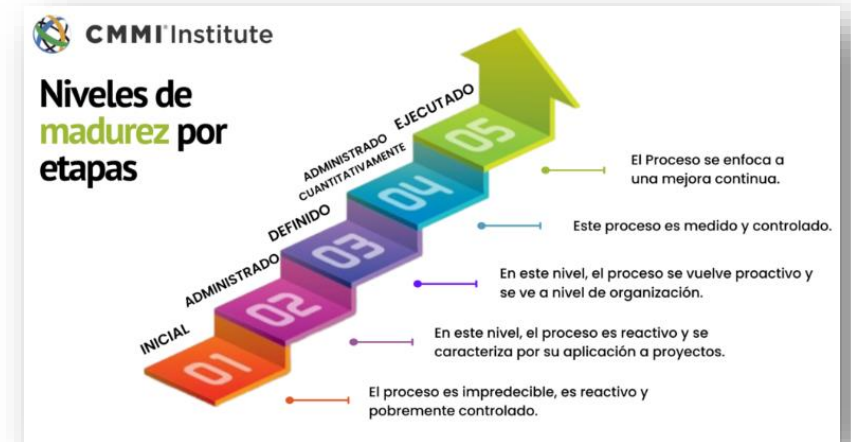 CMMI Institute
Niveles de
madurez por
etapas
EJECUTADO
05
El Proceso se enfoca a
una mejora continua.
ADMINISTRADO
CUANTITATIVAMENTE
04
Este proceso es medido y controlado.
DEFINIDO
03
En este nivel, el proceso se vuelve proactivo y
se ve a nivel de organización.
ADMINISTRADO
02
En este nivel, el proceso es reactivo y se
caracteriza por su aplicación a proyectos.
INICIAL
01
El proceso es impredecible, es reactivo y
pobremente controlado.